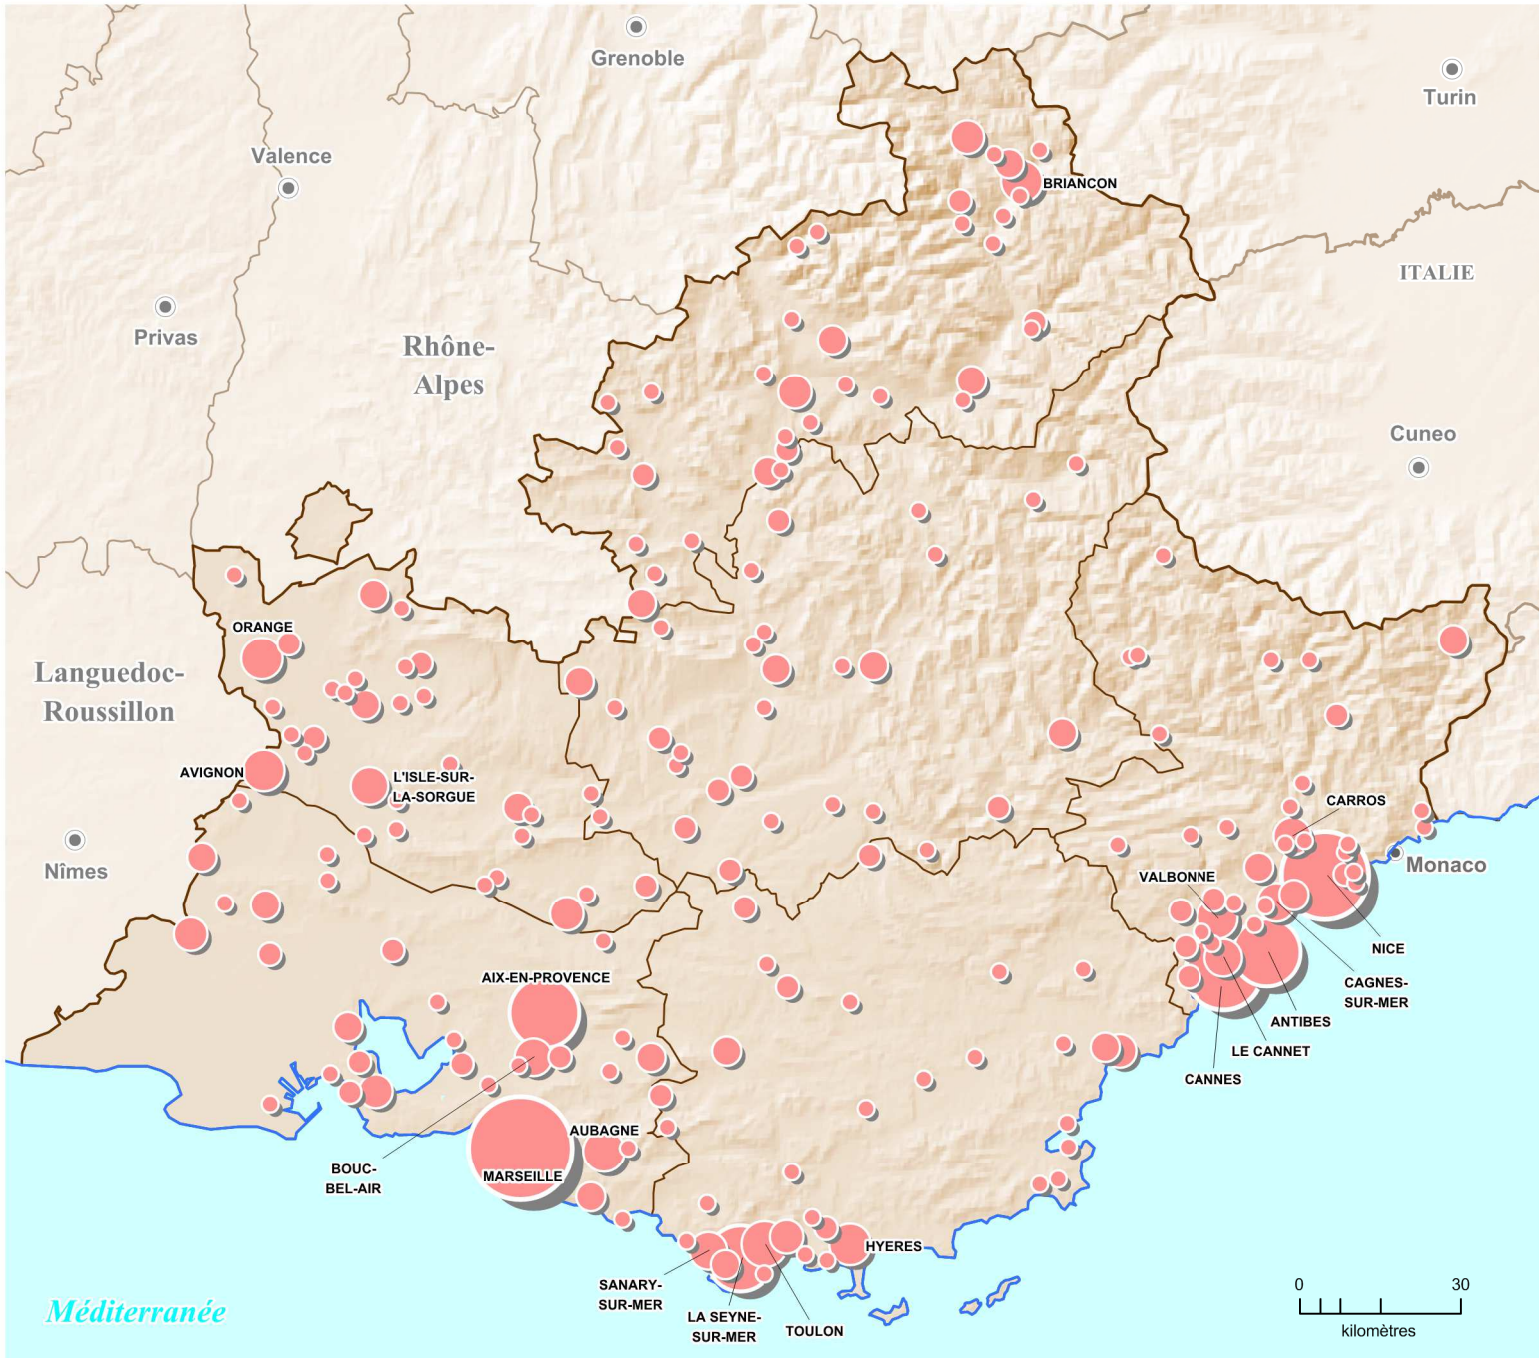 Grenoble
Turin
Valence
BRIANCON
ITALIE
Privas
Rhône-
Alpes
Cuneo
ORANGE
Languedoc-
Roussillon
AVIGNON
L'ISLE-SUR-
LA-SORGUE
CARROS
Nîmes
Monaco
VALBONNE
NICE
AIX-EN-PROVENCE
CAGNES-
SUR-MER
ANTIBES
LE CANNET
CANNES
AUBAGNE
BOUC-
BEL-AIR
MARSEILLE
HYERES
SANARY-
SUR-MER
LA SEYNE-
SUR-MER
TOULON
Méditerranée
0 30
kilomètres